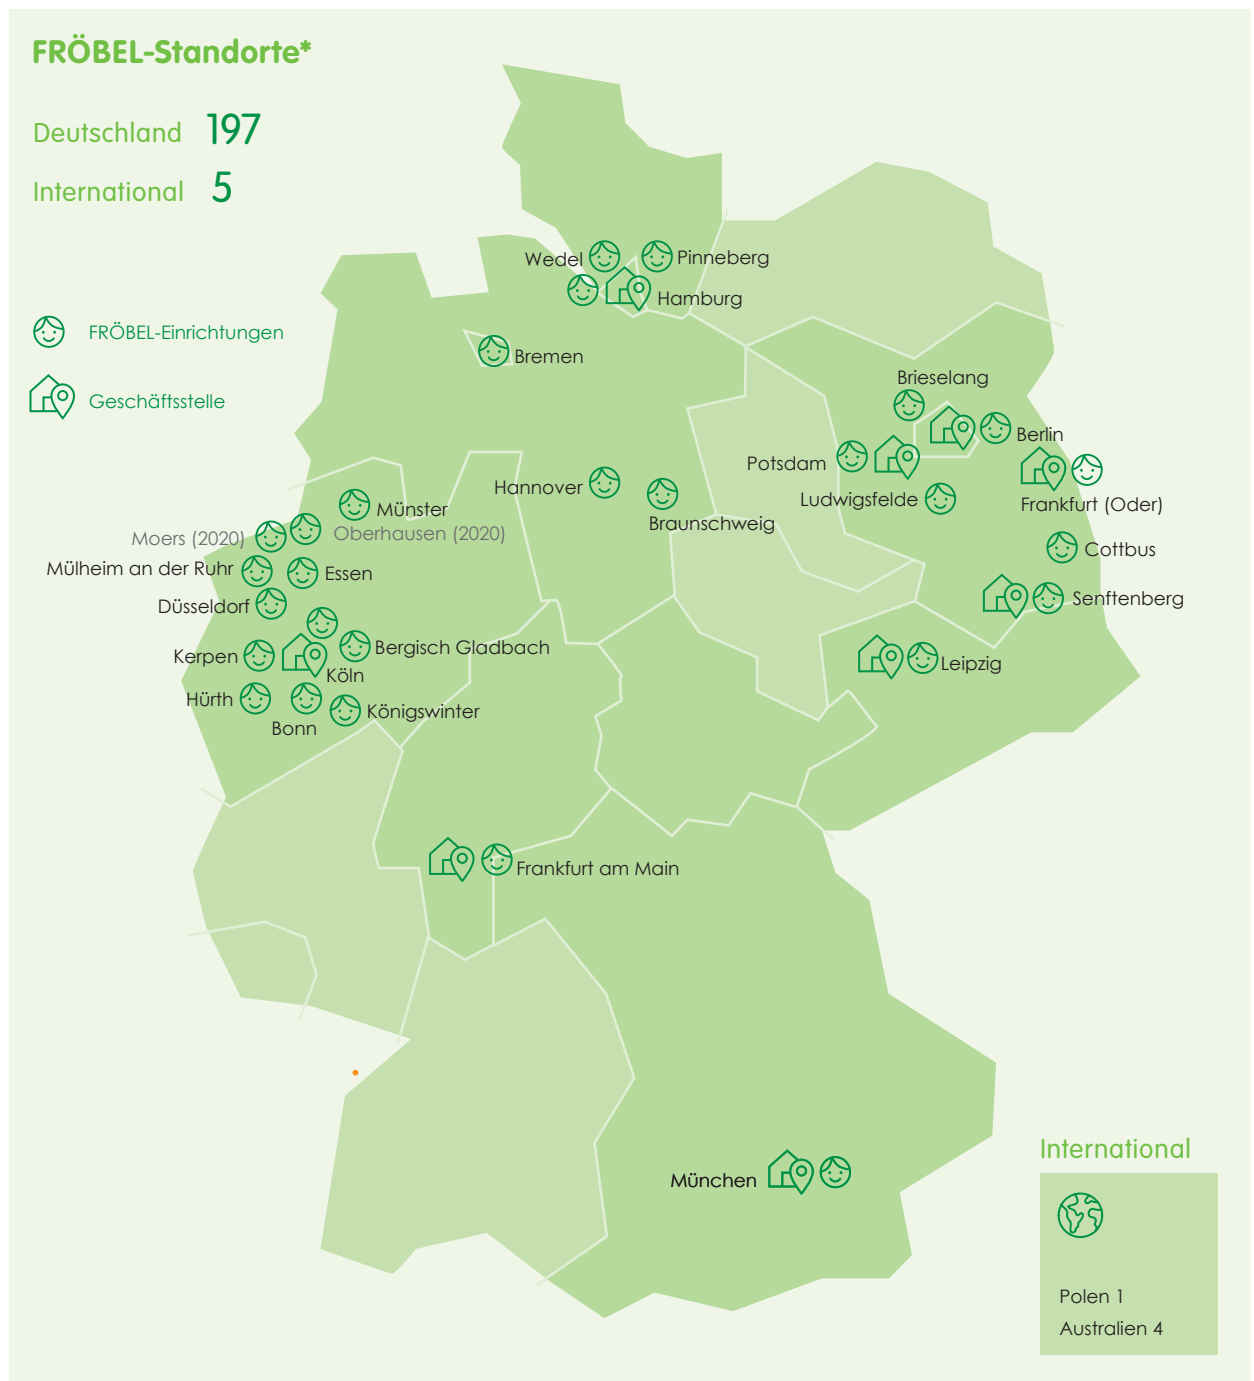 FRÖBEL-Standorte*
Deutschland 197
International 5
FRÖBEL-Einrichtungen
Geschäftsstelle
Wedel
Pinneberg
Hamburg
Bremen
Brieselang
Berlin
Potsdam
Hannover
Ludwigsfelde
Frankfurt (Oder)
Braunschweig
Münster
Oberhausen (2020)
Moers (2020)
Cottbus
Mülheim an der Ruhr
Essen
Senftenberg
Düsseldorf
Bergisch Gladbach
Kerpen
Leipzig
Köln
Hürth
Königswinter
Bonn
Frankfurt am Main
München
International
Polen 1
Australien 4